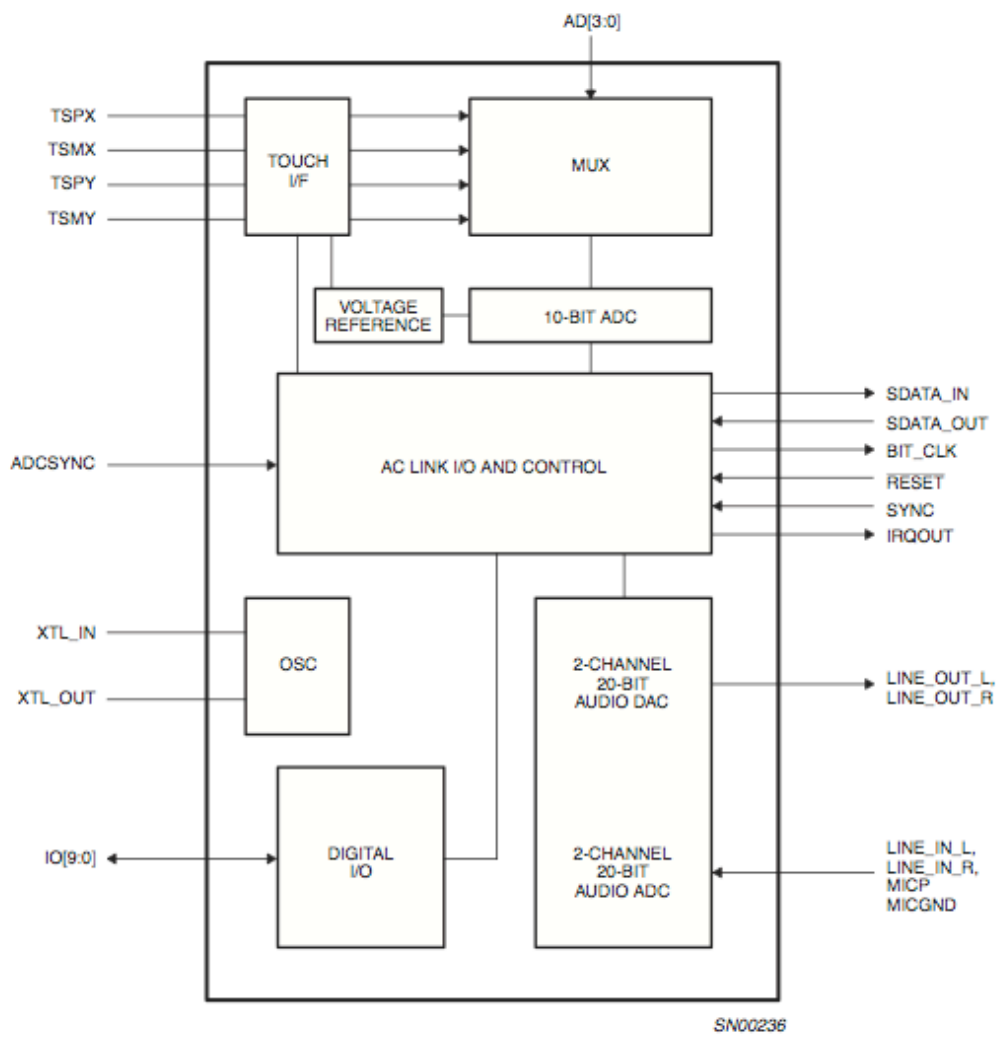 AD[3:0]
TSPX
TSMX
TSPY
TSMY
TOUCH
I/F
MUX
VOLTAGE
REFERENCE
10-BIT ADC
ADCSYNC
AC LINK I/O AND CONTROL
SDATA_IN
SDATA_OUT
BIT_CLK
RESET
SYNC
IRQOUT
XTL_IN
XTL_OUT
OSC
2-CHANNEL
20-BIT
AUDIO DAC
LINE_OUT_L,
LINE_OUT_R
IO[9:0]
DIGITAL
I/O
2-CHANNEL
20-BIT
AUDIO ADC
LINE_IN_L,
LINE_IN_R,
MICP
MICGND
SN00236